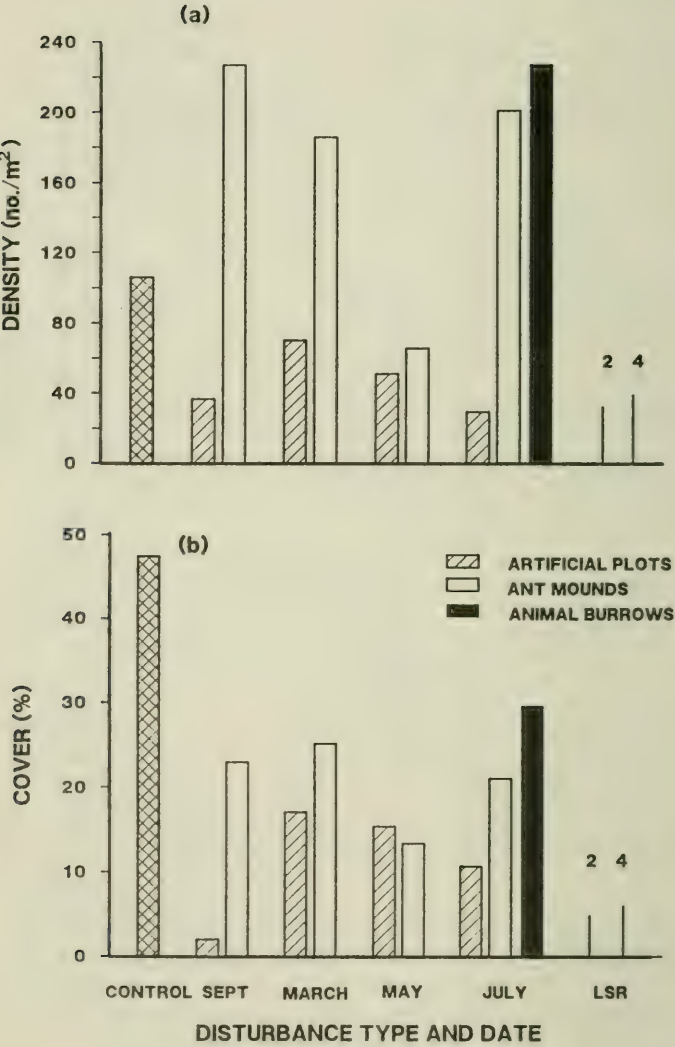 (a)
DENSITY (no./m²)
240
200
160
120
80
40
0
2 4
(b)
COVER (%)
50
40
30
20
10
0
ARTIFICIAL PLOTS
ANT MOUNDS
ANIMAL BURROWS
2 4
CONTROL SEPT MARCH MAY JULY LSR
DISTURBANCE TYPE AND DATE